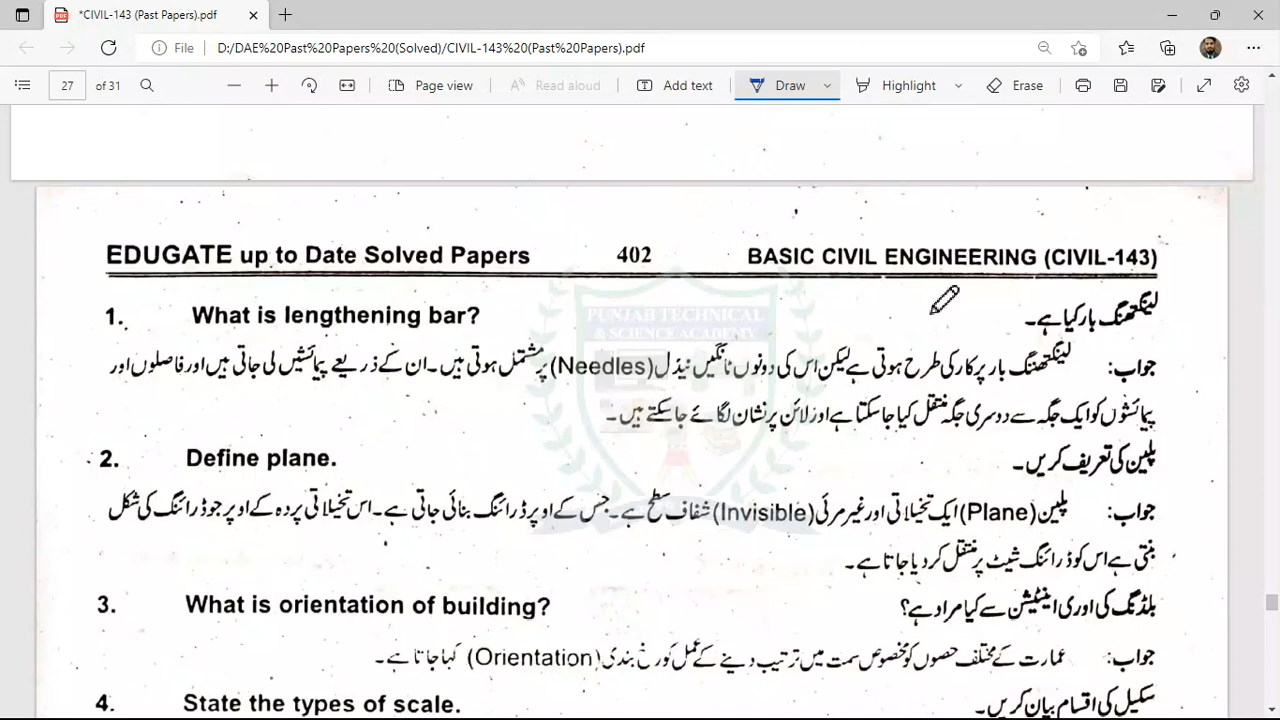 *CIVIL-143 (Past Papers).pdf
File D:/DAE%20Past%20Papers%20(Solved)/CIVIL-143%20(Past%20Papers).pdf
27 of 31 Page view Read aloud Add text Draw Highlight Erase
EDUGATE up to Date Solved Papers 402 BASIC CIVIL ENGINEERING (CIVIL-143)
PUNJAB TECHNICAL
& SCIENCE ACADEMY
1. What is lengthening bar? لینگتھننگ بار کیا ہے۔
جواب: لینگتھننگ بار پرکار کی طرح ہوتی ہے لیکن اس کی دونوں ٹانگیں نیڈل (Needles) پر مشتمل ہوتی ہیں۔ ان کے ذریعے پیمائشیں لی جاتی ہیں اور فاصلوں اور
پیمائشوں کو ایک جگہ سے دوسری جگہ منتقل کیا جا سکتا ہے اور لائن پر نشان لگائے جا سکتے ہیں۔
2. Define plane. پلین کی تعریف کریں۔
جواب: پلین (Plane) ایک تخیلاتی اور غیر مرئی (Invisible) شفاف سطح ہے۔ جس کے اوپر ڈرائنگ بنائی جاتی ہے۔ اس تخیلاتی پردہ کے اوپر جو ڈرائنگ کی شکل
بنتی ہے اس کو ڈرائنگ شیٹ پر منتقل کر دیا جاتا ہے۔
3. What is orientation of building? بلڈنگ کی اوری اینٹیشن سے کیا مراد ہے؟
جواب: عمارت کے مختلف حصوں کو مخصوص سمت میں ترتیب دینے کے عمل کو رخ بندی (Orientation) کہا جاتا ہے۔
4. State the types of scale. سکیل کی اقسام بیان کریں۔